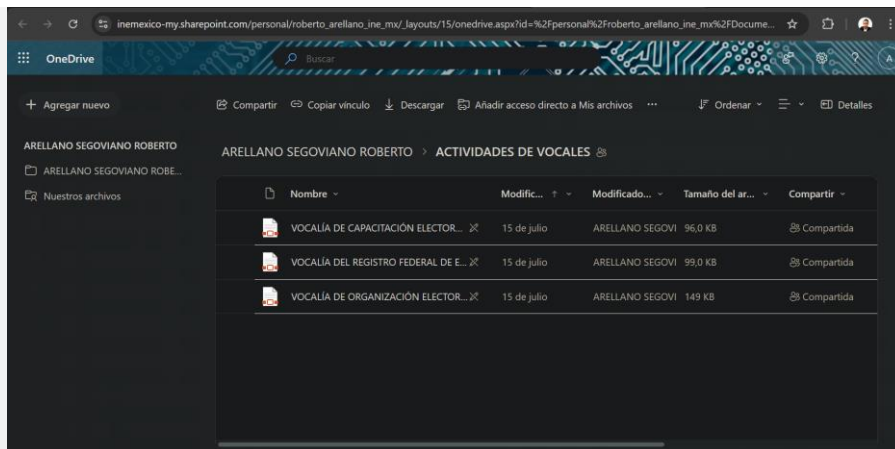 inemexico-my.sharepoint.com/personal/roberto_arellano_ine_mx/_layouts/15/onedrive.aspx?id=%2Fpersonal%2Froberto_arellano_ine_mx%2FDocume...
OneDrive
Buscar
A
+ Agregar nuevo
Compartir Copiar vínculo Descargar Añadir acceso directo a Mis archivos ... Ordenar Detalles
ARELLANO SEGOVIANO ROBERTO
ARELLANO SEGOVIANO ROBE...
Nuestros archivos
ARELLANO SEGOVIANO ROBERTO > ACTIVIDADES DE VOCALES
Nombre Modific... ↑ Modificado... Tamaño del ar... Compartir
VOCALÍA DE CAPACITACIÓN ELECTOR... 15 de julio ARELLANO SEGOVI 96,0 KB Compartida
VOCALÍA DEL REGISTRO FEDERAL DE E... 15 de julio ARELLANO SEGOVI 99,0 KB Compartida
VOCALÍA DE ORGANIZACIÓN ELECTOR... 15 de julio ARELLANO SEGOVI 149 KB Compartida